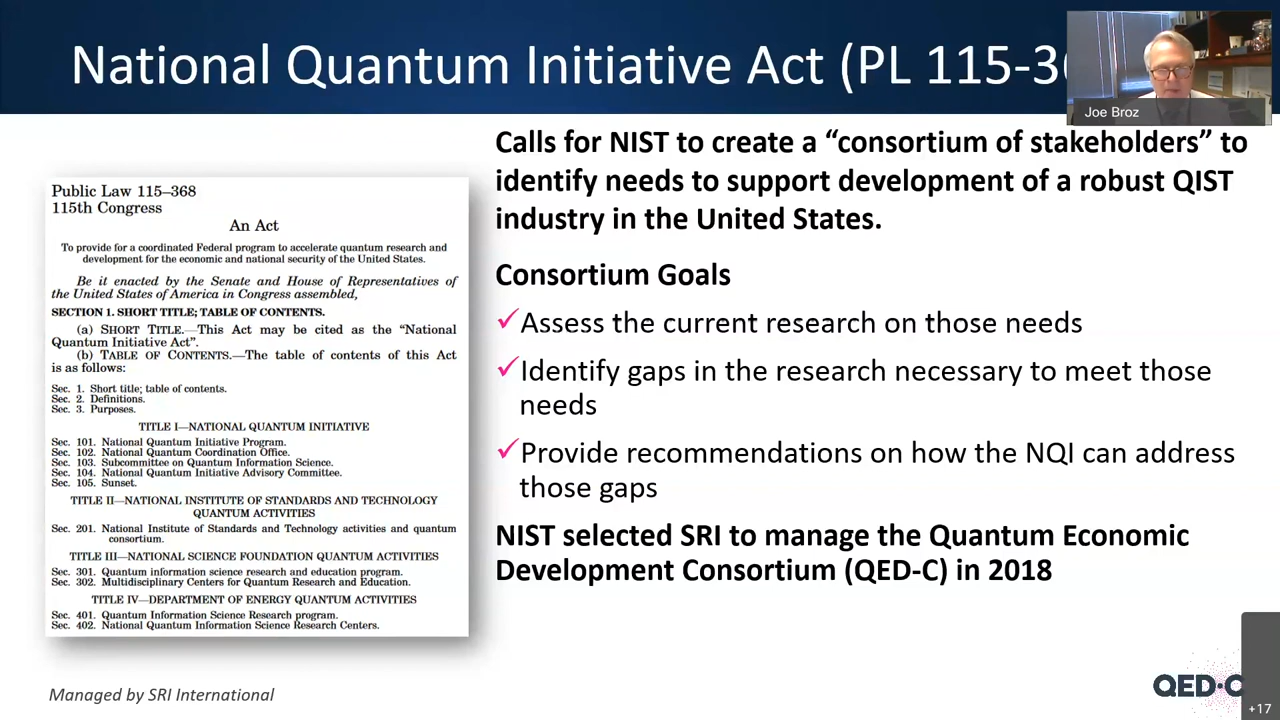 National Quantum Initiative Act (PL 115-36
Joe Broz
Public Law 115–368
115th Congress
An Act
To provide for a coordinated Federal program to accelerate quantum research and
development for the economic and national security of the United States.
Be it enacted by the Senate and House of Representatives of
the United States of America in Congress assembled,
SECTION 1. SHORT TITLE; TABLE OF CONTENTS.
(a) SHORT TITLE.—This Act may be cited as the “National
Quantum Initiative Act”.
(b) TABLE OF CONTENTS.—The table of contents of this Act
is as follows:
Sec. 1. Short title; table of contents.
Sec. 2. Definitions.
Sec. 3. Purposes.
TITLE I—NATIONAL QUANTUM INITIATIVE
Sec. 101. National Quantum Initiative Program.
Sec. 102. National Quantum Coordination Office.
Sec. 103. Subcommittee on Quantum Information Science.
Sec. 104. National Quantum Initiative Advisory Committee.
Sec. 105. Sunset.
TITLE II—NATIONAL INSTITUTE OF STANDARDS AND TECHNOLOGY
QUANTUM ACTIVITIES
Sec. 201. National Institute of Standards and Technology activities and quantum
consortium.
TITLE III—NATIONAL SCIENCE FOUNDATION QUANTUM ACTIVITIES
Sec. 301. Quantum information science research and education program.
Sec. 302. Multidisciplinary Centers for Quantum Research and Education.
TITLE IV—DEPARTMENT OF ENERGY QUANTUM ACTIVITIES
Sec. 401. Quantum Information Science Research program.
Sec. 402. National Quantum Information Science Research Centers.
Calls for NIST to create a “consortium of stakeholders” to
identify needs to support development of a robust QIST
industry in the United States.
Consortium Goals
✓Assess the current research on those needs
✓Identify gaps in the research necessary to meet those
needs
✓Provide recommendations on how the NQI can address
those gaps
NIST selected SRI to manage the Quantum Economic
Development Consortium (QED-C) in 2018
Managed by SRI International
QED·C
+17